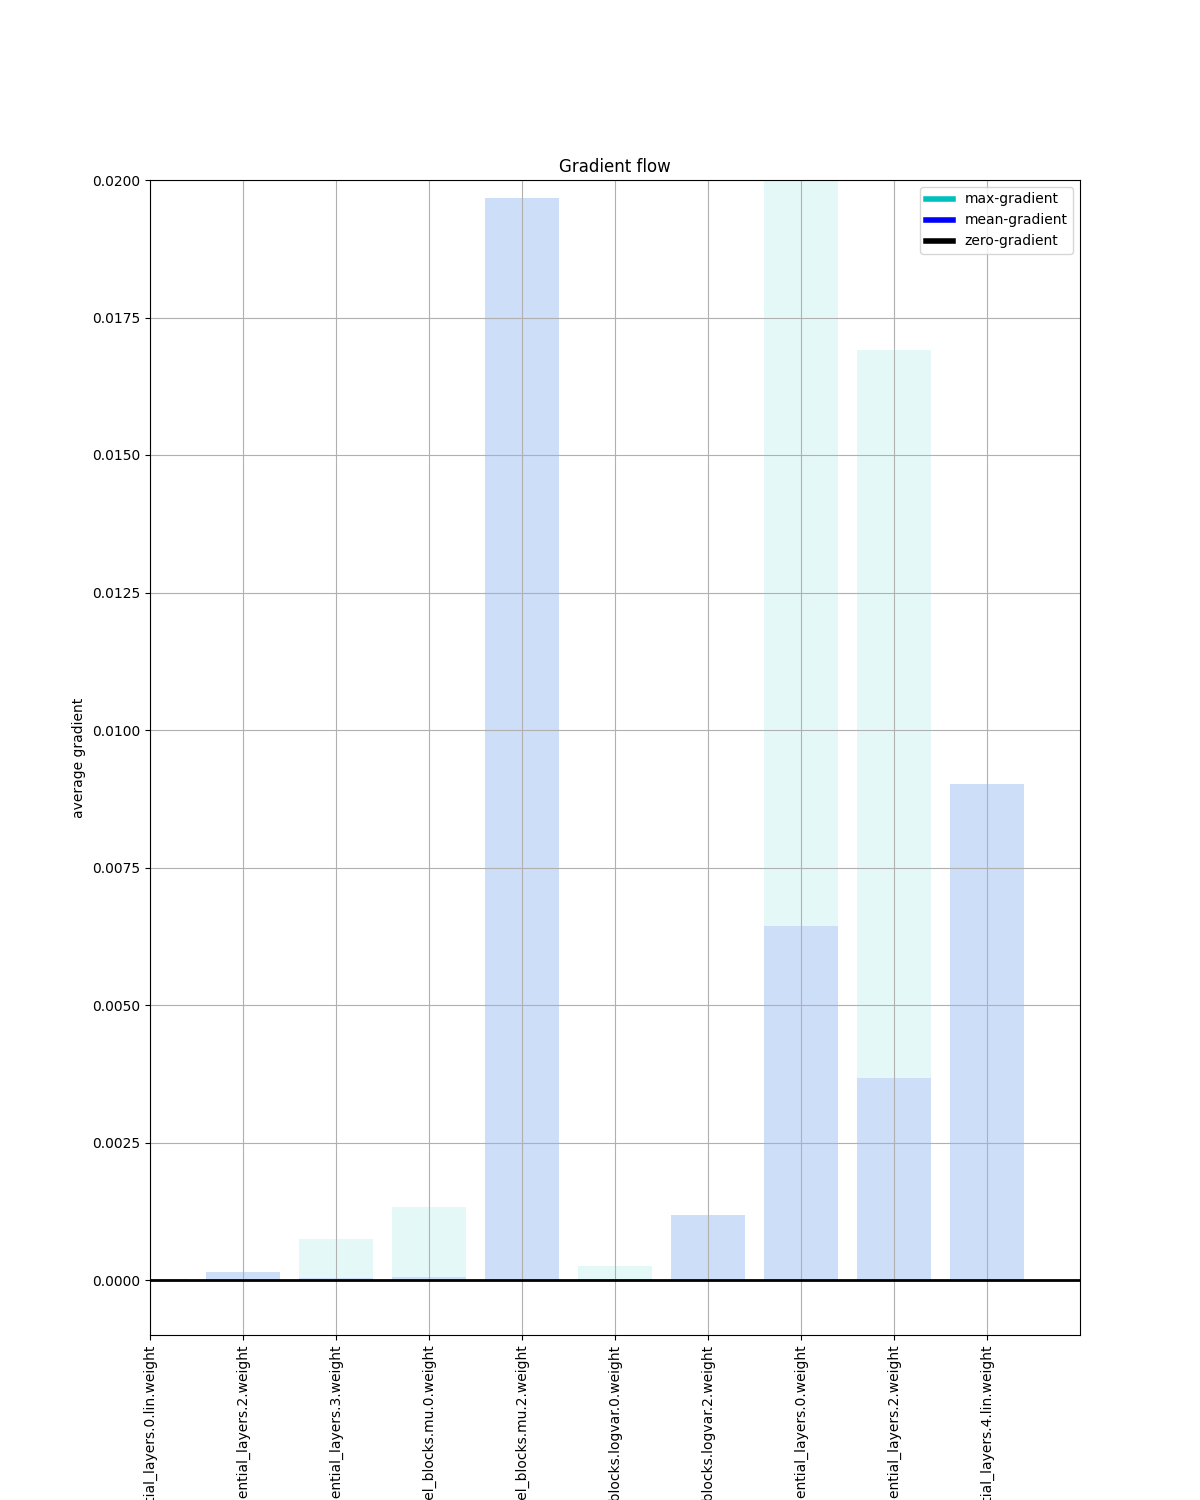 Gradient flow
0.0200
0.0175
0.0150
0.0125
0.0100
0.0075
0.0050
0.0025
0.0000
average gradient
max-gradient
mean-gradient
zero-gradient
tial_layers.0.lin.weight
ential_layers.2.weight
ential_layers.3.weight
el_blocks.mu.0.weight
el_blocks.mu.2.weight
blocks.logvar.0.weight
blocks.logvar.2.weight
ential_layers.0.weight
ential_layers.2.weight
tial_layers.4.lin.weight